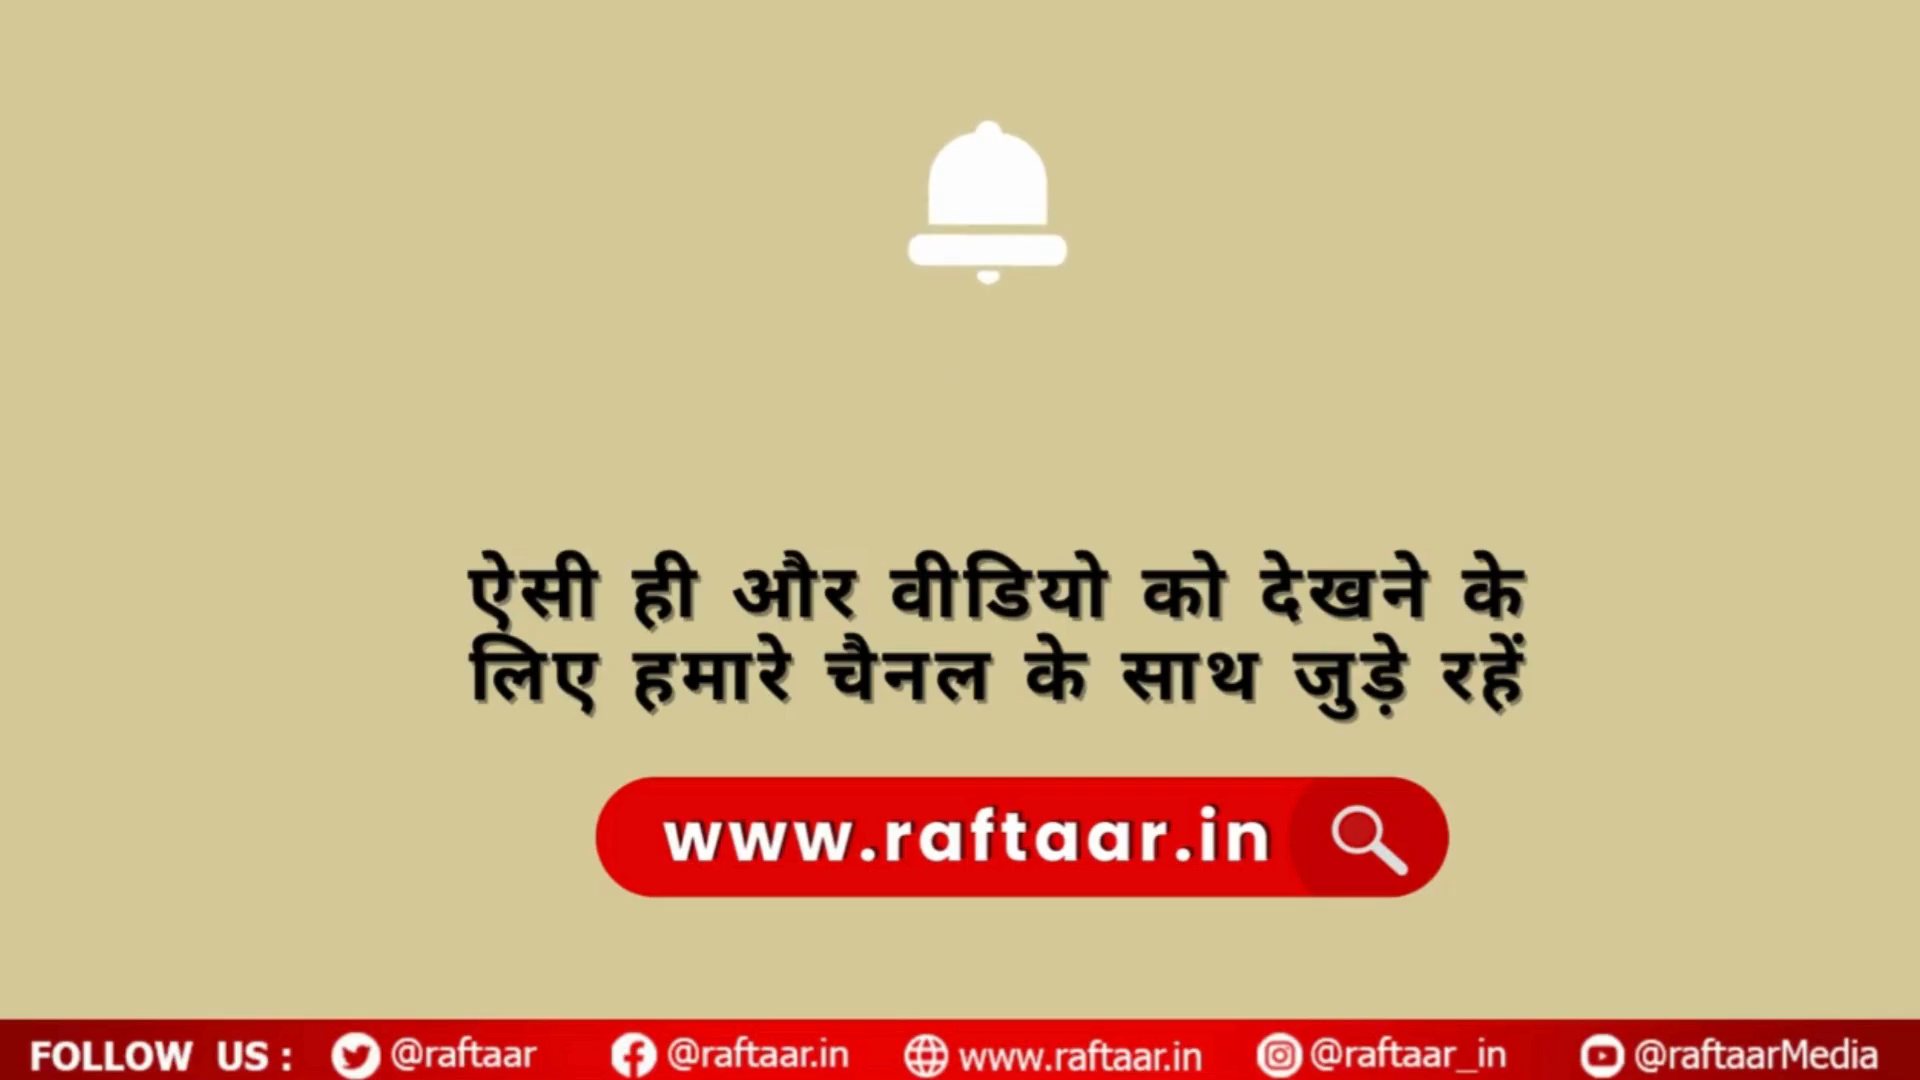 ऐसी ही और वीडियो को देखने के
लिए हमारे चैनल के साथ जुड़े रहें
www.raftaar.in
FOLLOW US : @raftaar @raftaar.in www.raftaar.in @raftaar_in @raftaarMedia